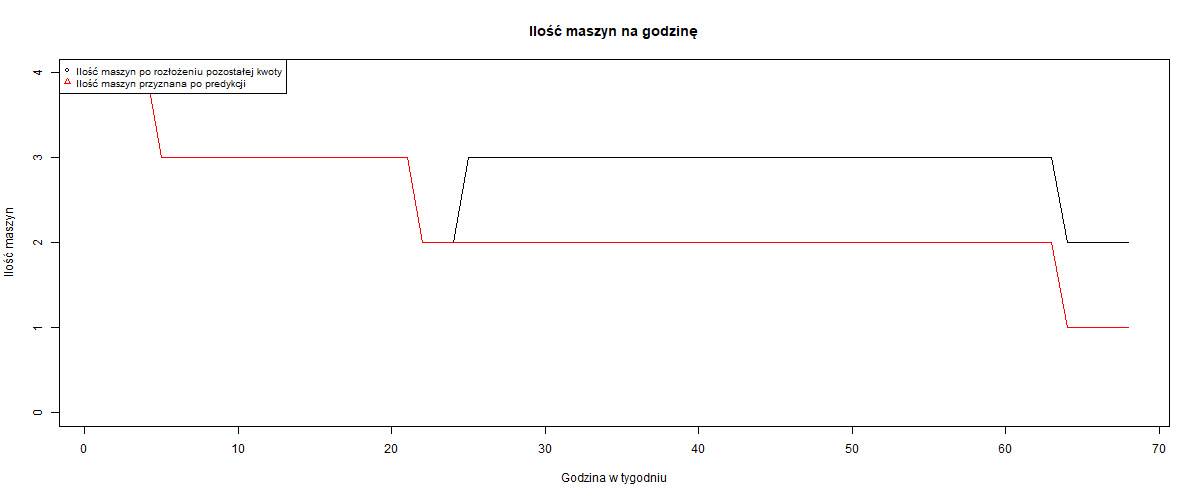 Ilość maszyn na godzinę
Ilość maszyn po rozłożeniu pozostałej kwoty
Ilość maszyn przyznana po predykcji
Ilość maszyn
4
3
2
1
0
0 10 20 30 40 50 60 70
Godzina w tygodniu